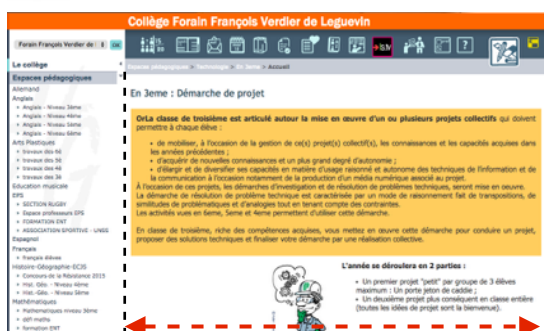 Collège Forain François Verdier de Leguevin
Forain François Verdier de
OK
Le collège
Espaces pédagogiques > Technologie > En 3eme > Accueil
Espaces pédagogiques
Allemand
Anglais
Anglais - Niveau 3ème
Anglais - Niveau 4ème
Anglais - Niveau 5ème
Anglais - Niveau 6ème
Arts Plastiques
travaux des 6è
travaux des 5è
travaux des 4è
travaux des 3è
Education musicale
EPS
SECTION RUGBY
Espace professeurs EPS
FORMATION ENT
ASSOCIATION SPORTIVE - UNSS
Espagnol
Français
français élèves
Histoire-Géographie-ECJS
Concours de la Résistance 2015
Hist.-Géo. - Niveau 4ème
Hist.-Géo. - Niveau 5ème
Mathématiques
Mathématiques niveau 3ème
défi maths
formation ENT
En 3eme : Démarche de projet
OrLa classe de troisième est articulé autour la mise en œuvre d'un ou plusieurs projets collectifs qui doivent
permettre à chaque élève :
de mobiliser, à l'occasion de la gestion de ce(s) projet(s) collectif(s), les connaissances et les capacités acquises dans
les années précédentes ;
d'acquérir de nouvelles connaissances et un plus grand degré d'autonomie ;
d'élargir et de diversifier ses capacités en matière d'usage raisonné et autonome des techniques de l'information et de
la communication à l'occasion notamment de la production d'un média numérique associé au projet.
À l'occasion de ces projets, les démarches d'investigation et de résolution de problèmes techniques, seront mise en œuvre.
La démarche de résolution de problème technique est caractérisée par un mode de raisonnement fait de transpositions, de
similitudes de problématiques et d'analogies tout en tenant compte des contraintes.
Les activités vues en 6eme, 5eme et 4eme permettent d'utiliser cette démarche.
En classe de troisième, riche des compétences acquises, vous mettez en œuvre cette démarche pour conduire un projet,
proposer des solutions techniques et finaliser votre démarche par une réalisation collective.
L'année se déroulera en 2 parties :
Un premier projet "petit" par groupe de 3 élèves
maximum : Un porte jeton de caddie ;
Un deuxième projet plus conséquent en classe entière
(toutes les idées de projet sont la bienvenue).